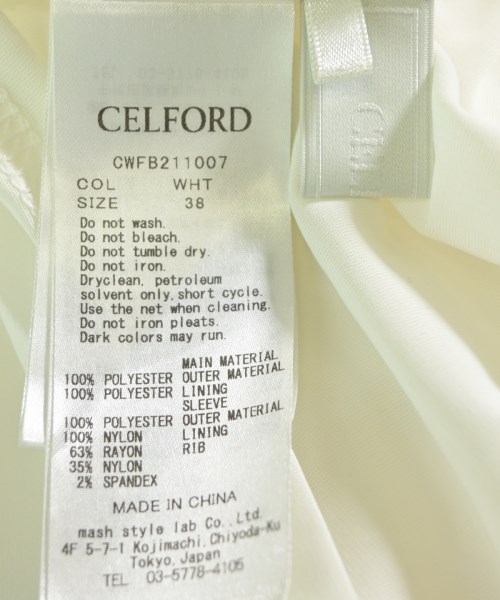 CELFORD
CWFB211007
COL WHT
SIZE 38
Do not wash.
Do not bleach.
Do not tumble dry.
Do not iron.
Dryclean, petroleum
solvent only.short cycle.
Use the net when cleaning.
Do not iron pleats.
Dark colors may run.
MAIN MATERIAL
100% POLYESTER OUTER MATERIAL
100% POLYESTER LINING
SLEEVE
100% POLYESTER OUTER MATERIAL
100% NYLON LINING
63% RAYON RIB
35% NYLON
2% SPANDEX
MADE IN CHINA
mash style lab Co.,Ltd.
4F 5-7-1 Kojimachi,Chiyoda-Ku
Tokyo,Japan
TEL 03-5778-4105